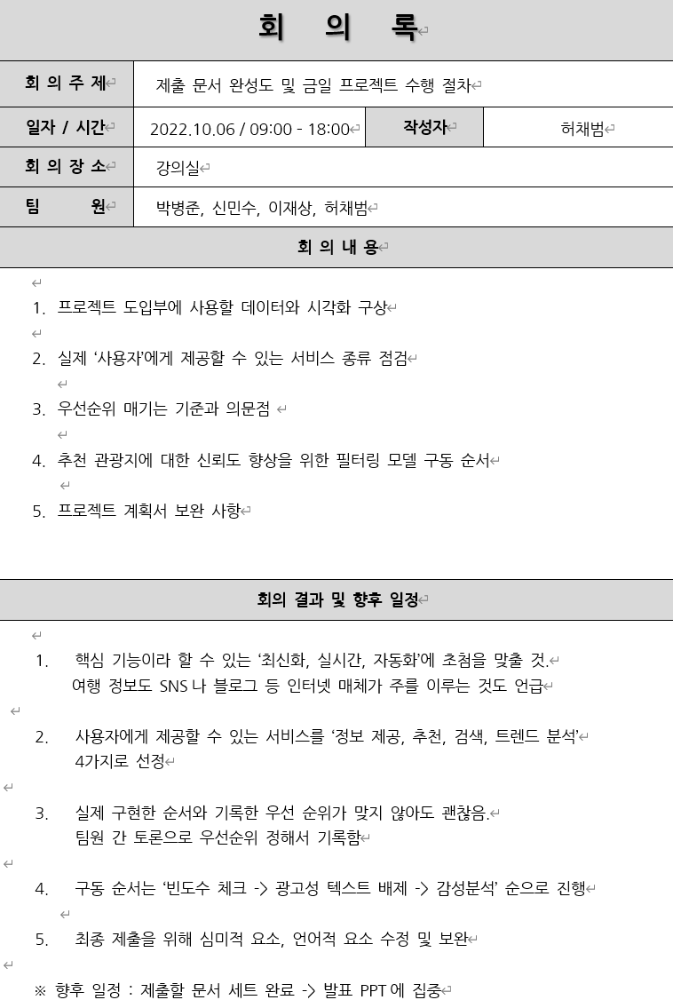 회 의 록
회 의 주 제
제출 문서 완성도 및 금일 프로젝트 수행 절차
일자 / 시간
2022.10.06 / 09:00 - 18:00
작성자
허채범
회 의 장 소
강의실
팀 원
박병준, 신민수, 이재상, 허채범
회 의 내 용
1. 프로젝트 도입부에 사용할 데이터와 시각화 구상
2. 실제 ‘사용자’에게 제공할 수 있는 서비스 종류 점검
3. 우선순위 매기는 기준과 의문점
4. 추천 관광지에 대한 신뢰도 향상을 위한 필터링 모델 구동 순서
5. 프로젝트 계획서 보완 사항
회의 결과 및 향후 일정
1. 핵심 기능이라 할 수 있는 ‘최신화, 실시간, 자동화’에 초첨을 맞출 것.
여행 정보도 SNS나 블로그 등 인터넷 매체가 주를 이루는 것도 언급
2. 사용자에게 제공할 수 있는 서비스를 ‘정보 제공, 추천, 검색, 트렌드 분석’
4가지로 선정
3. 실제 구현한 순서와 기록한 우선 순위가 맞지 않아도 괜찮음.
팀원 간 토론으로 우선순위 정해서 기록함
4. 구동 순서는 ‘빈도수 체크 -> 광고성 텍스트 배제 -> 감성분석’ 순으로 진행
5. 최종 제출을 위해 심미적 요소, 언어적 요소 수정 및 보완
※ 향후 일정 : 제출할 문서 세트 완료 -> 발표 PPT에 집중